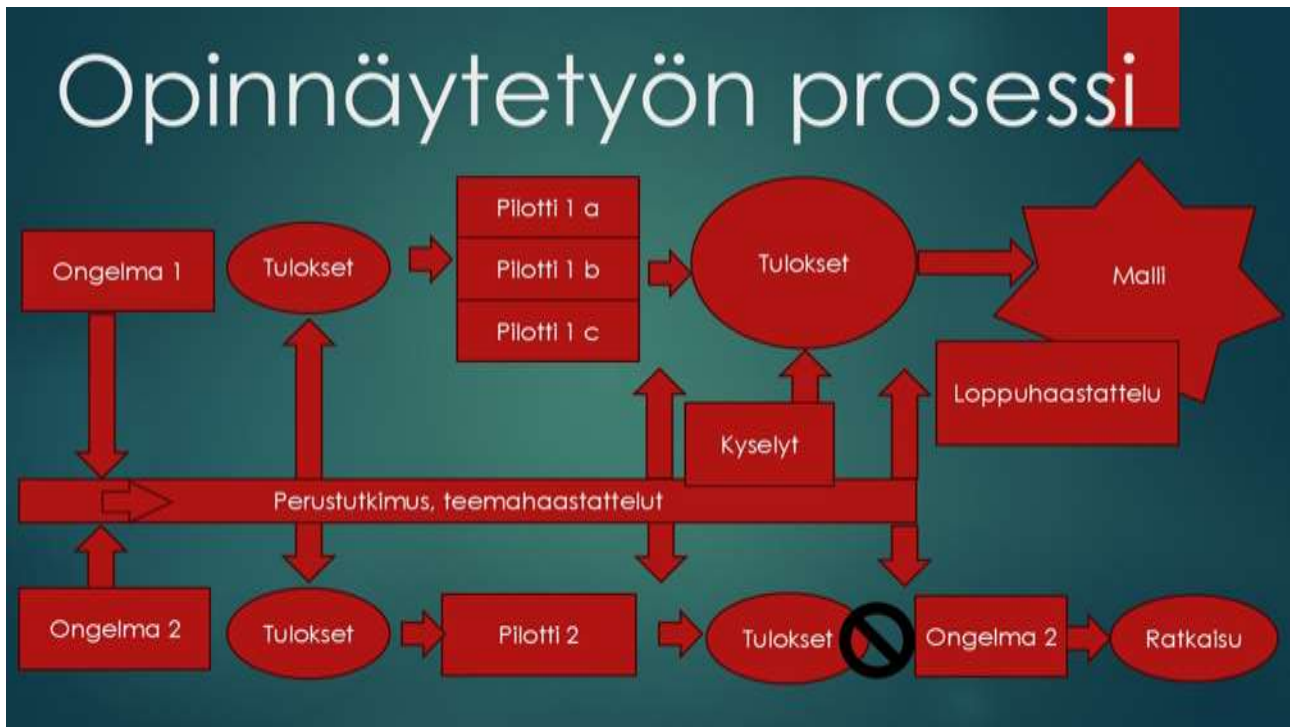 Opinnäytetyön prosessi
Ongelma 1
Tulokset
Pilotti 1 a
Pilotti 1 b
Pilotti 1 c
Tulokset
Malli
Loppuhaastattelu
Kyselyt
Perustutkimus, teemahaastattelut
Ongelma 2
Tulokset
Pilotti 2
Tulokset
Ongelma 2
Ratkaisu